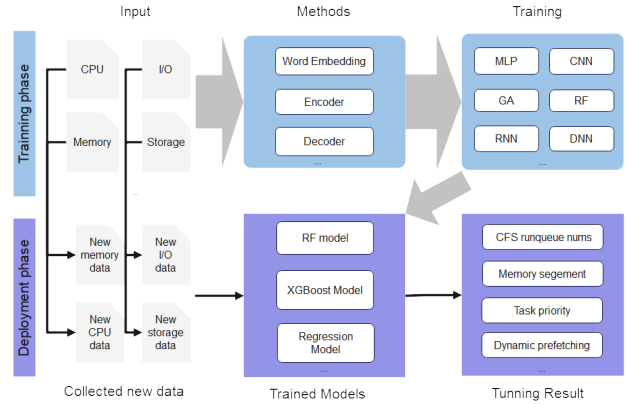 Input
Methods
Training
Trainning phase
CPU
I/O
Memory
Storage
...
Word Embedding
Encoder
Decoder
...
MLP
CNN
GA
RF
RNN
DNN
...
Deployment phase
New
memory
data
New
I/O
data
New
CPU
data
New
storage
data
RF model
XGBoost Model
Regression
Model
...
CFS runqueue nums
Memory segement
Task priority
Dynamic prefetching
...
Collected new data
Trained Models
Tunning Result